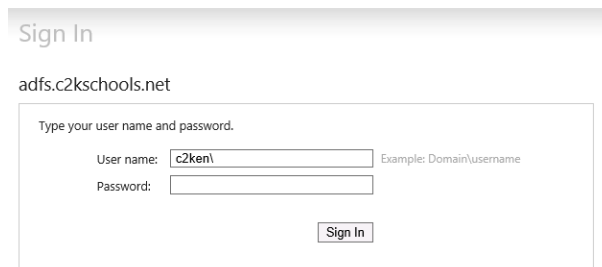 Sign In
adfs.c2kschools.net
Type your user name and password.
User name: c2ken\ Example: Domain\username
Password:
Sign In